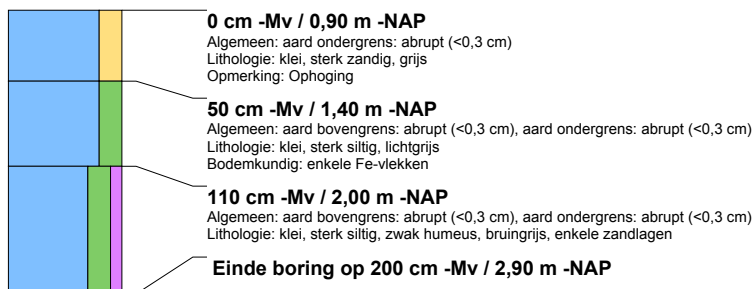 0 cm -Mv / 0,90 m -NAP
Algemeen: aard ondergrens: abrupt (<0,3 cm)
Lithologie: klei, sterk zandig, grijs
Opmerking: Ophoging
50 cm -Mv / 1,40 m -NAP
Algemeen: aard bovengrens: abrupt (<0,3 cm), aard ondergrens: abrupt (<0,3 cm)
Lithologie: klei, sterk siltig, lichtgrijs
Bodemkundig: enkele Fe-vlekken
110 cm -Mv / 2,00 m -NAP
Algemeen: aard bovengrens: abrupt (<0,3 cm), aard ondergrens: abrupt (<0,3 cm)
Lithologie: klei, sterk siltig, zwak humeus, bruingrijs, enkele zandlagen
Einde boring op 200 cm -Mv / 2,90 m -NAP